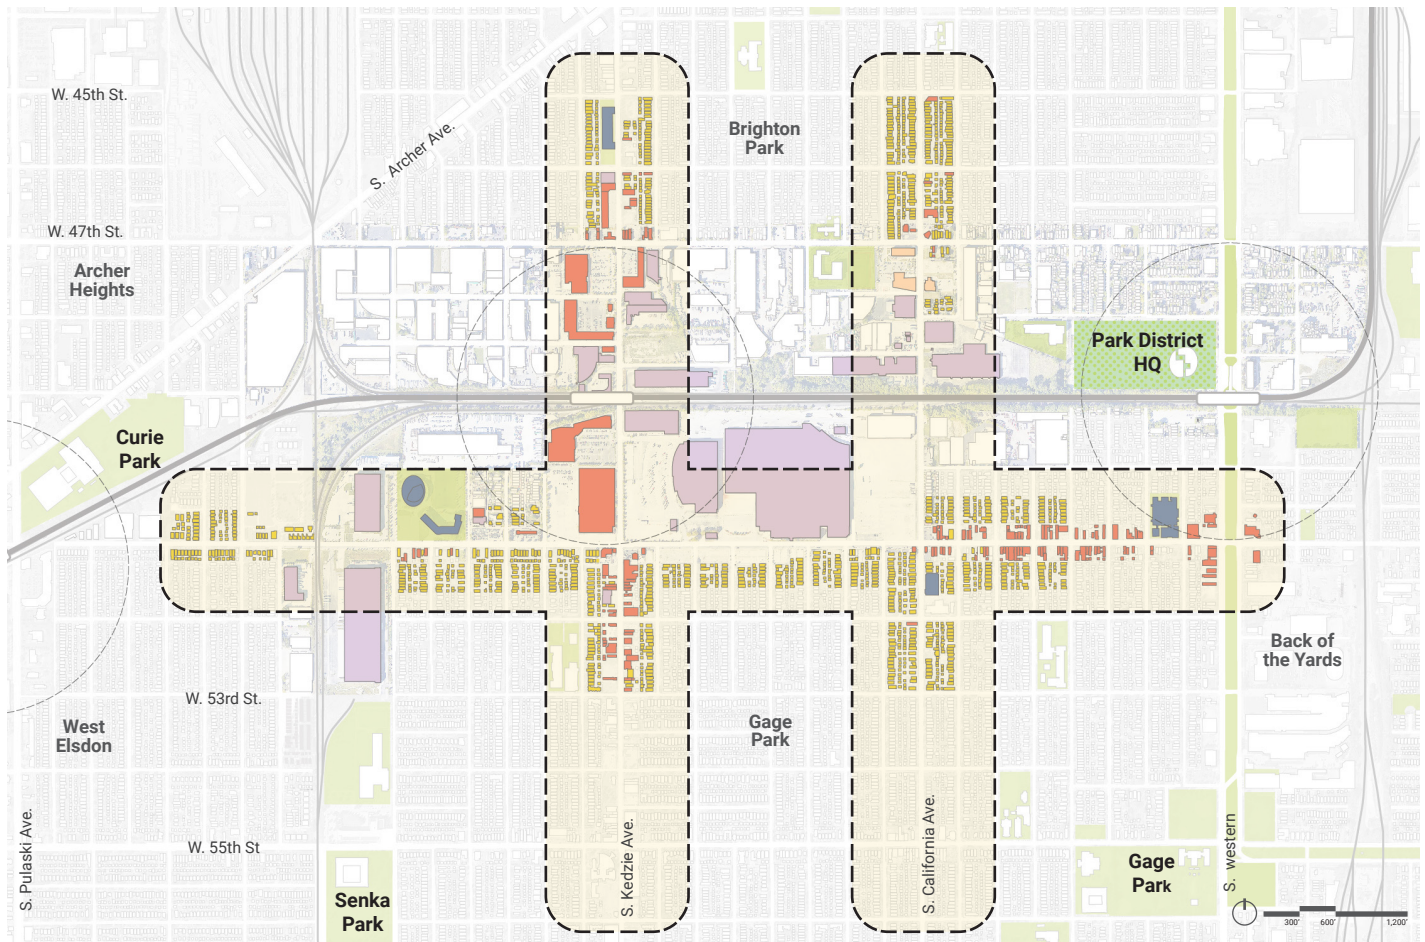 W. 45th St.
S. Archer Ave.
Brighton
Park
W. 47th St.
Archer
Heights
Park District
HQ
Curie
Park
Back of
the Yards
W. 53rd St.
West
Elsdon
Gage
Park
S. Pulaski Ave.
W. 55th St
S. Kedzie Ave.
S. California Ave.
S. western
Gage
Park
Senka
Park
300'
600'
1,200'